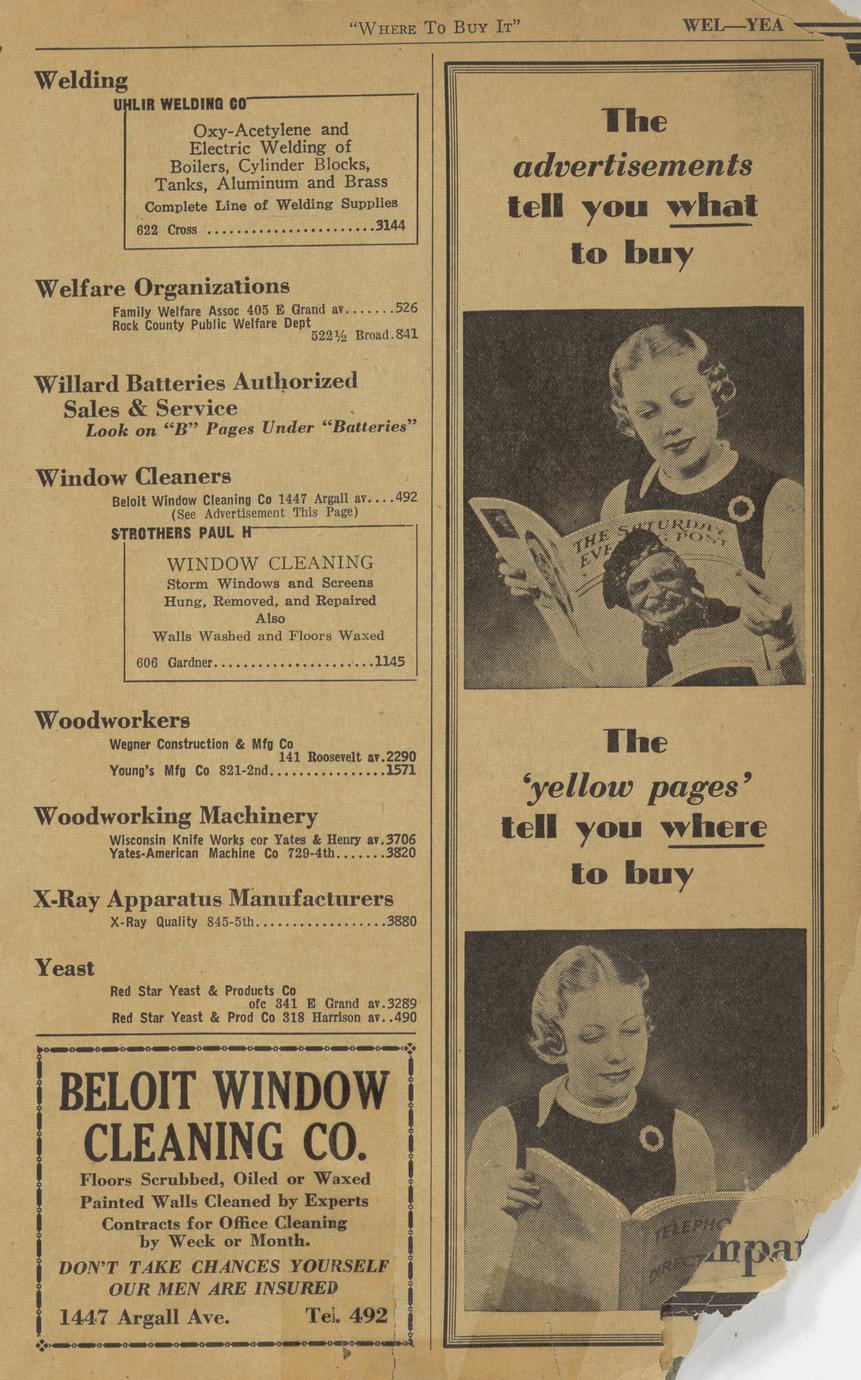 "WHERE TO BUY IT"
WEL—YEA
Welding
UHLIR WELDING CO
Oxy-Acetylene and
Electric Welding of
Boilers, Cylinder Blocks,
Tanks, Aluminum and Brass
Complete Line of Welding Supplies
622 Cross .......................3144
Welfare Organizations
Family Welfare Assoc 405 E Grand av.......526
Rock County Public Welfare Dept
522½ Broad.841
Willard Batteries Authorized
Sales & Service
Look on "B" Pages Under "Batteries"
Window Cleaners
Beloit Window Cleaning Co 1447 Argall av....492
(See Advertisement This Page)
STROTHERS PAUL H
WINDOW CLEANING
Storm Windows and Screens
Hung, Removed, and Repaired
Also
Walls Washed and Floors Waxed
606 Gardner......................1145
Woodworkers
Wegner Construction & Mfg Co
141 Roosevelt av.2290
Young's Mfg Co 821-2nd................1571
Woodworking Machinery
Wisconsin Knife Works cor Yates & Henry av.3706
Yates-American Machine Co 729-4th.......3820
X-Ray Apparatus Manufacturers
X-Ray Quality 845-5th..................3880
Yeast
Red Star Yeast & Products Co
ofc 341 E Grand av.3289
Red Star Yeast & Prod Co 318 Harrison av..490
BELOIT WINDOW
CLEANING CO.
Floors Scrubbed, Oiled or Waxed
Painted Walls Cleaned by Experts
Contracts for Office Cleaning
by Week or Month.
DON'T TAKE CHANCES YOURSELF
OUR MEN ARE INSURED
1447 Argall Ave. Tel. 492
The
advertisements
tell you what
to buy
THE SATURDAY
EVE G POST
The
'yellow pages'
tell you where
to buy
TELEPHO
DIRECT
mpa